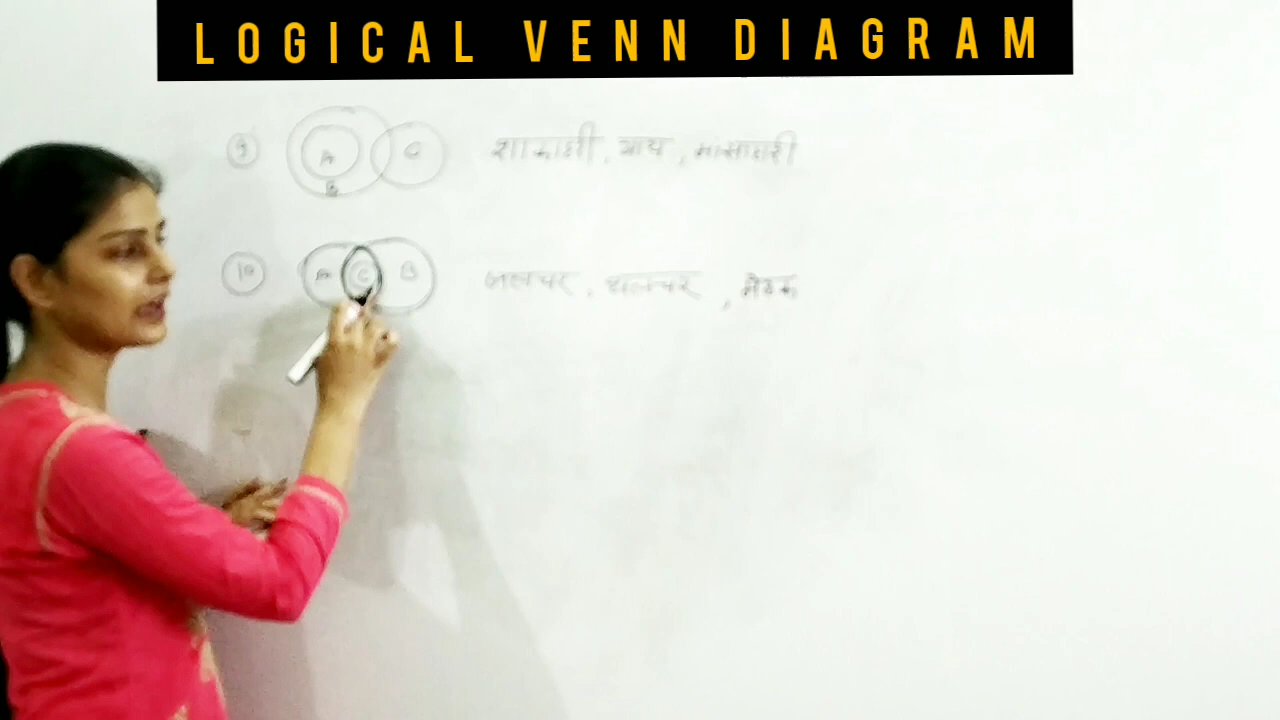 LOGICAL VENN DIAGRAM
9 A B C शाकाहारी, गाय, मांसाहारी
10 A C B जलचर, थलचर, मेढक